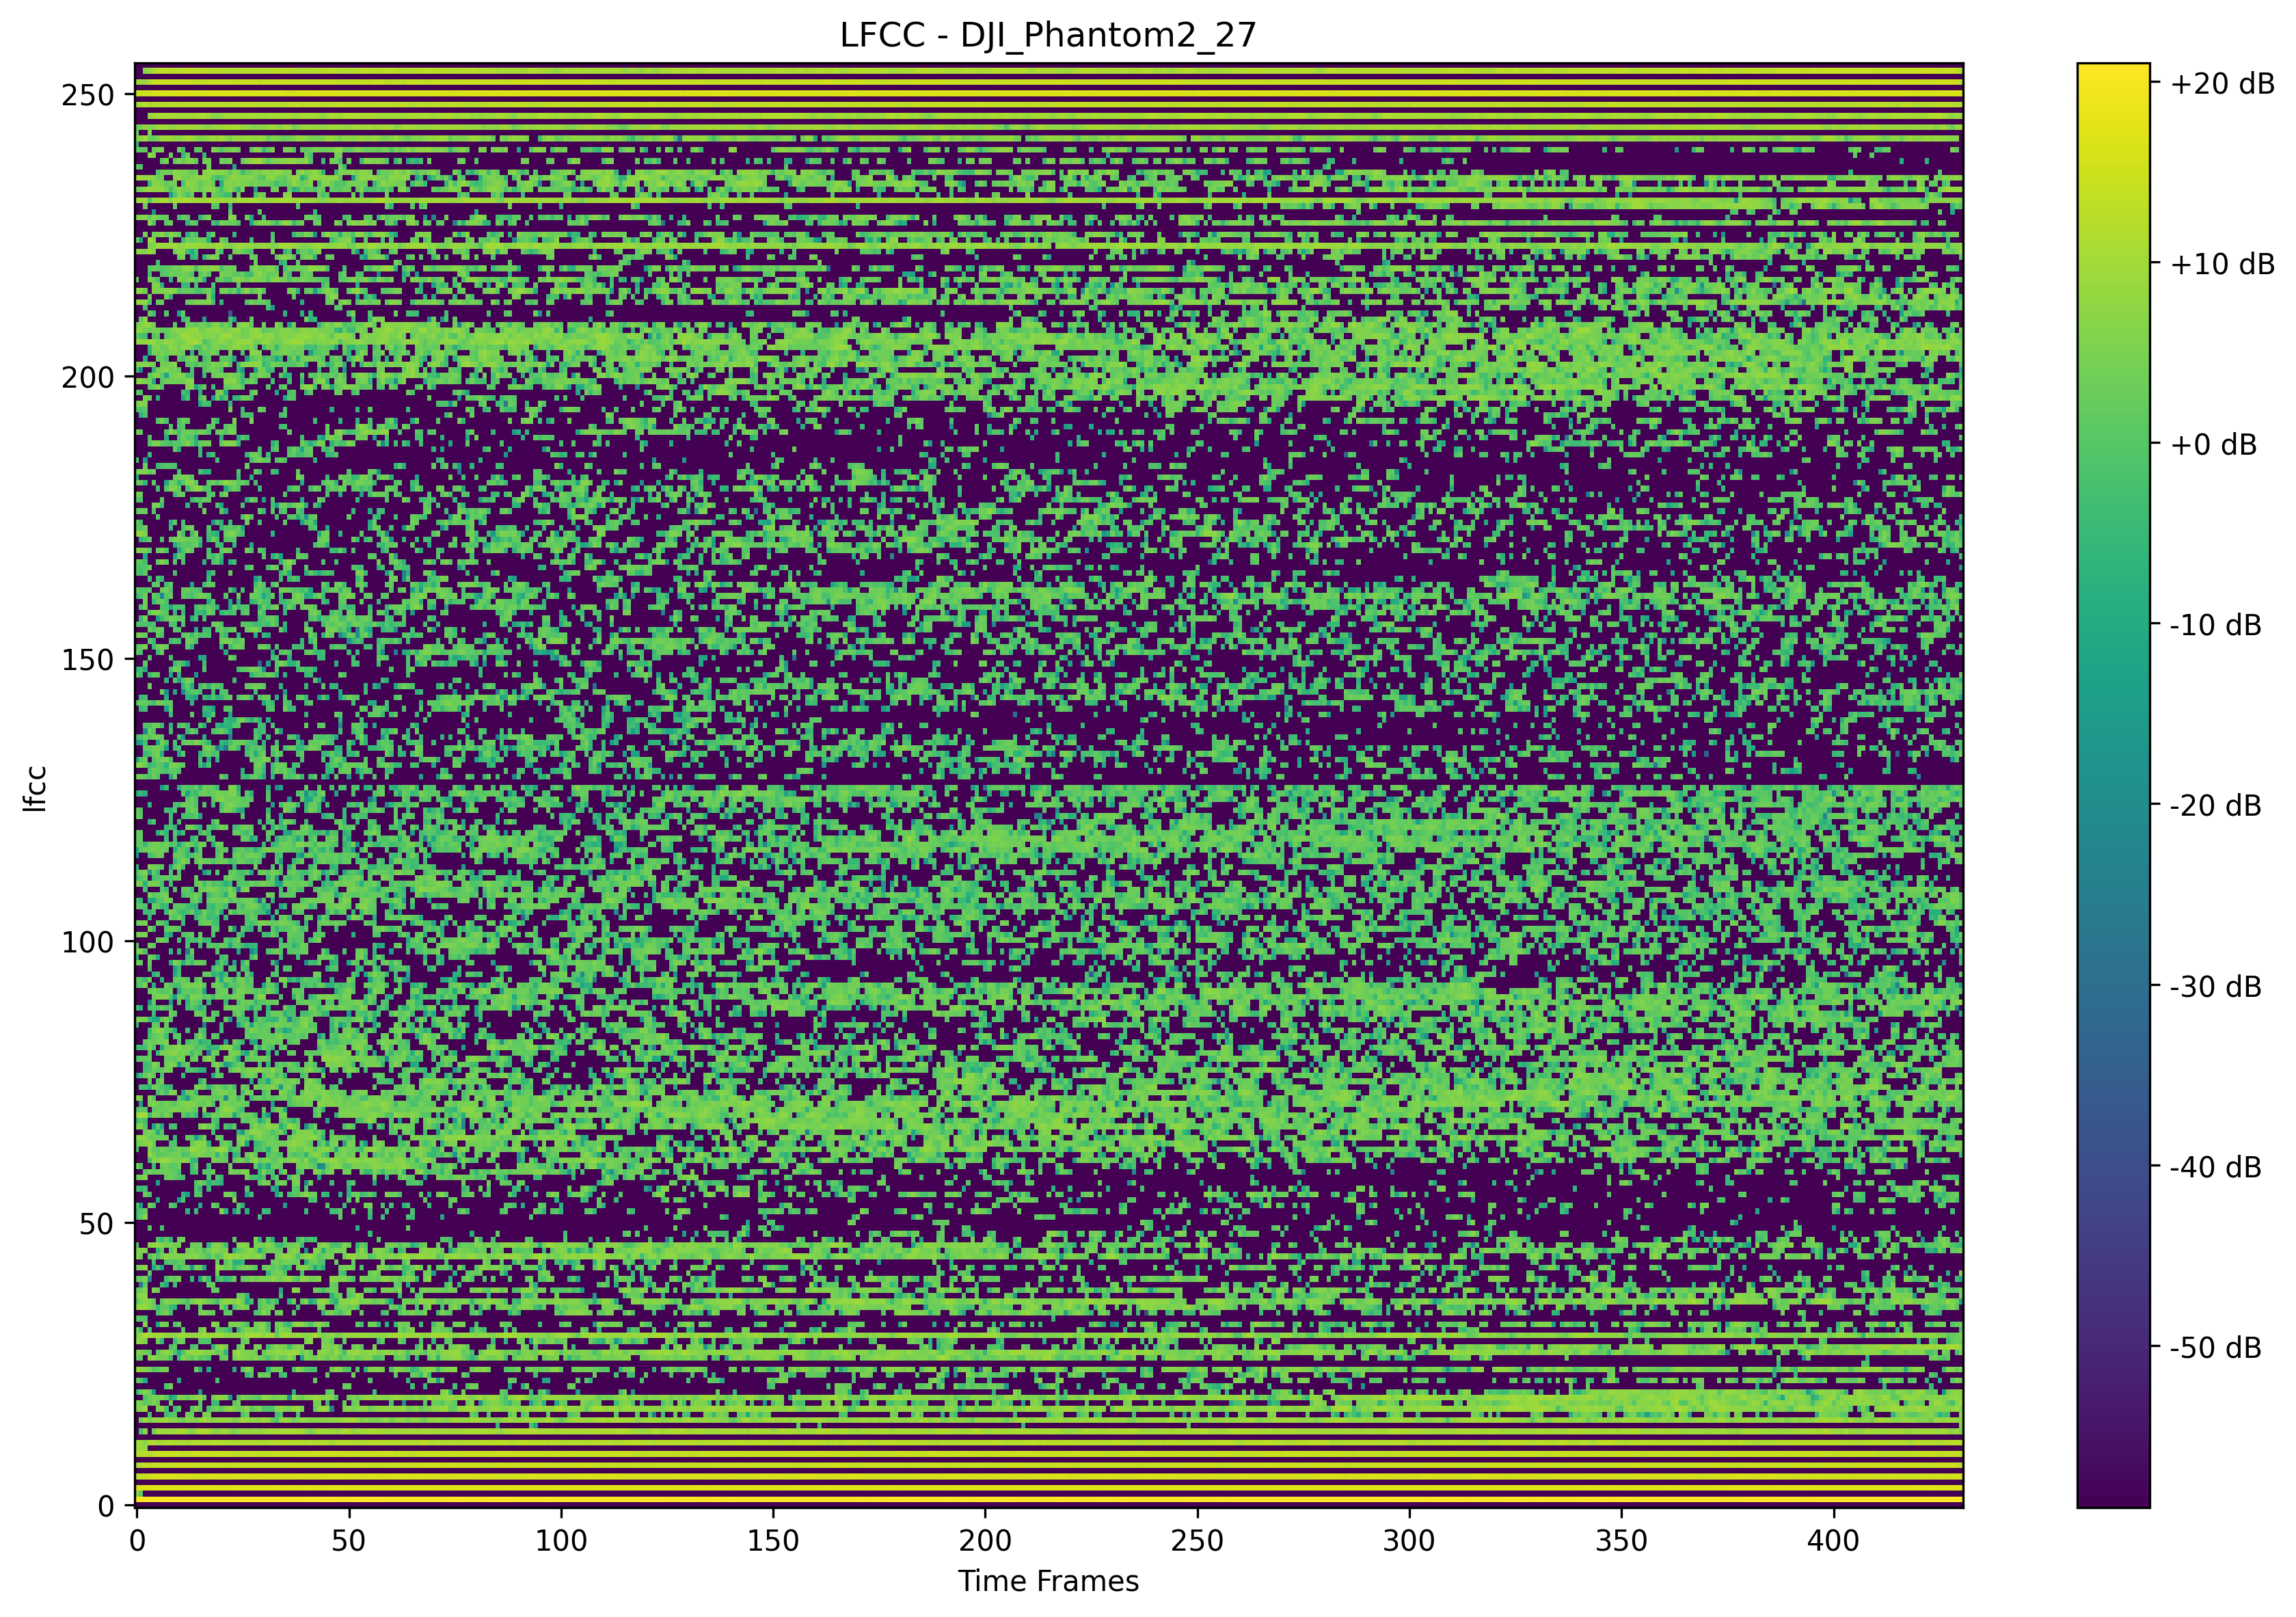 LFCC - DJI_Phantom2_27
250
200
150
100
50
0
lfcc
0 50 100 150 200 250 300 350 400
Time Frames
+20 dB
+10 dB
+0 dB
-10 dB
-20 dB
-30 dB
-40 dB
-50 dB